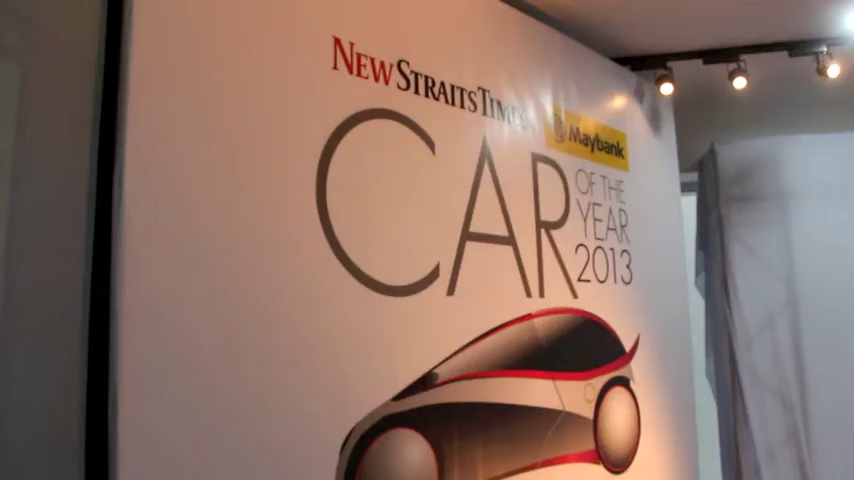 NEW STRAITS TIMES
Maybank
CAR
OF THE
YEAR
2013